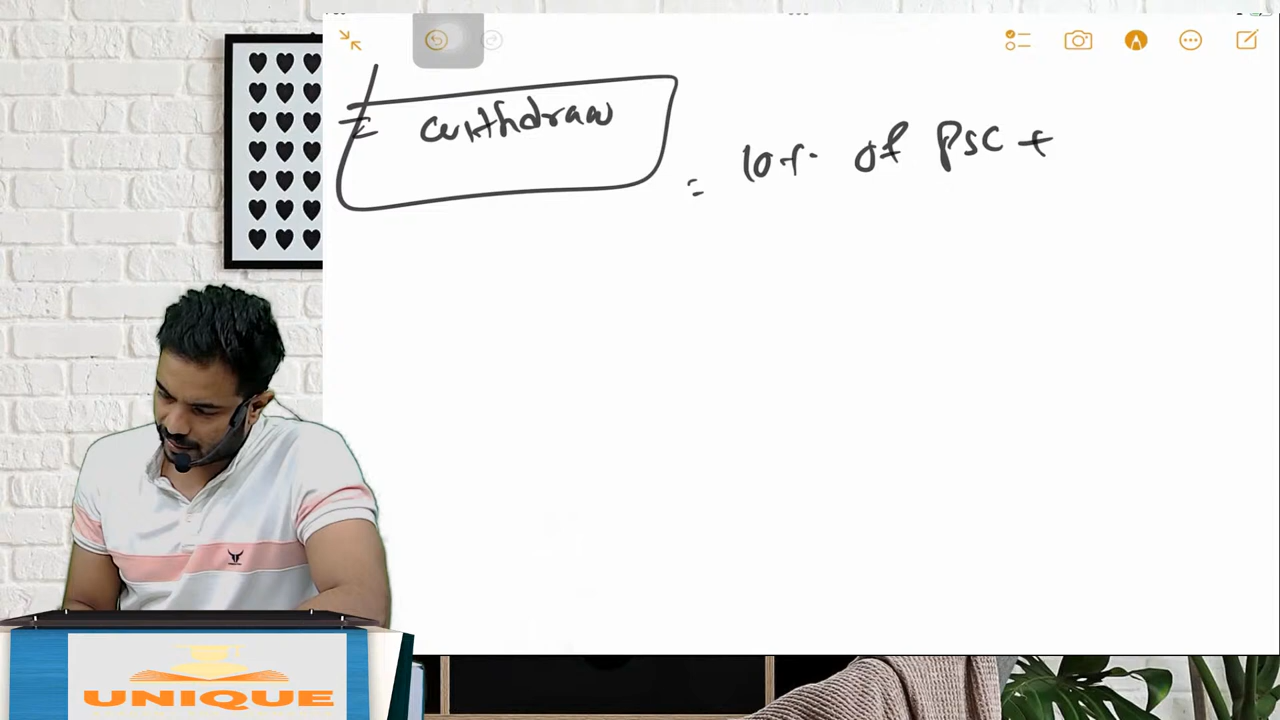 withdraw
= 10% of PSC +
UNIQUE